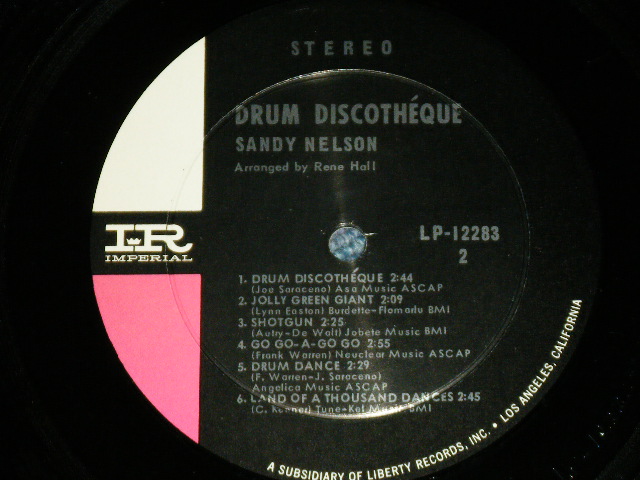 STEREO
DRUM DISCOTHÉQUE
SANDY NELSON
Arranged by Rene Hall
IR
IMPERIAL
LP-12283
2
1. DRUM DISCOTHÉQUE 2:44
(Joe Saraceno) Asa Music ASCAP
2. JOLLY GREEN GIANT 2:09
(Lynn Easton) Burdette-Flomarlu BMI
3. SHOTGUN 2:25
(Autry-De Walt) Jobete Music BMI
4. GO GO-A-GO GO 2:55
(Frank Warren) Neuclear Music ASCAP
5. DRUM DANCE 2:29
(F. Warren-J. Saraceno)
Angelica Music ASCAP
6. LAND OF A THOUSAND DANCES 2:45
(C. Kenner) Tune-Kel Music BMI
A SUBSIDIARY OF LIBERTY RECORDS, INC. • LOS ANGELES, CALIFORNIA